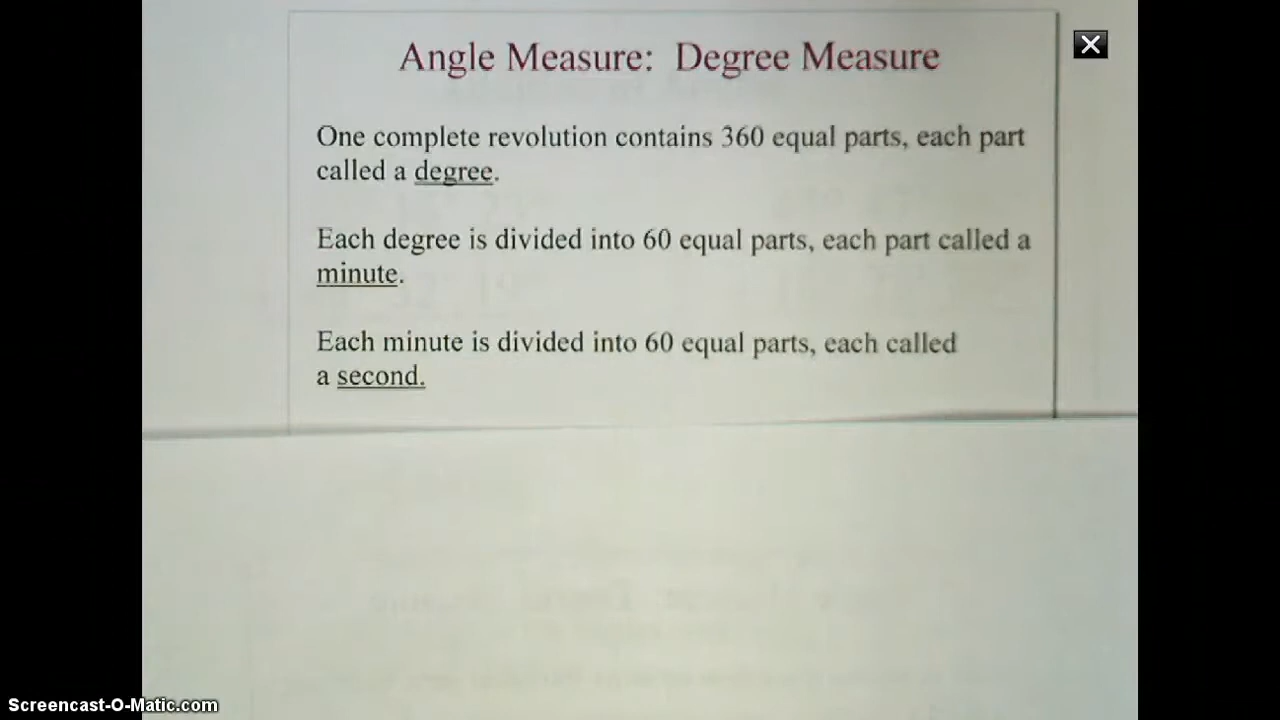 Angle Measure: Degree Measure
One complete revolution contains 360 equal parts, each part
called a degree.
Each degree is divided into 60 equal parts, each part called a
minute.
Each minute is divided into 60 equal parts, each called
a second.
Screencast-O-Matic.com